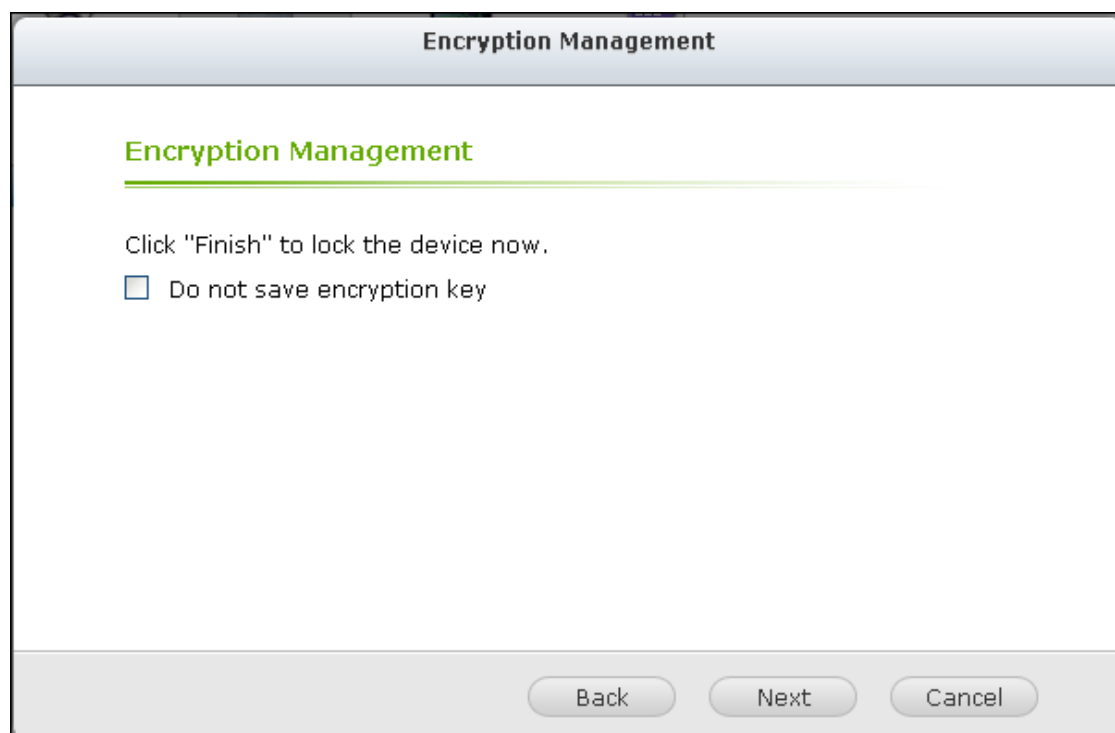 Encryption Management
Encryption Management
Click "Finish" to lock the device now.
Do not save encryption key
Back Next Cancel